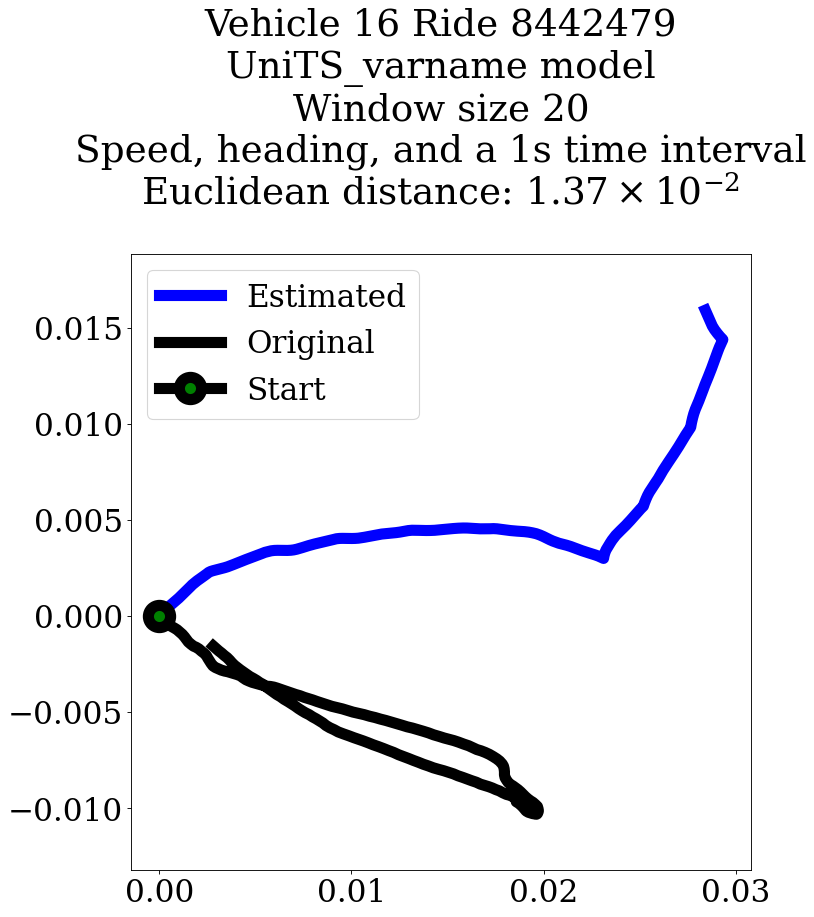 Vehicle 16 Ride 8442479
UniTS_varname model
Window size 20
Speed, heading, and a 1s time interval
Euclidean distance: 1.37 × 10⁻²
Estimated
Original
Start
0.015
0.010
0.005
0.000
−0.005
−0.010
0.00 0.01 0.02 0.03